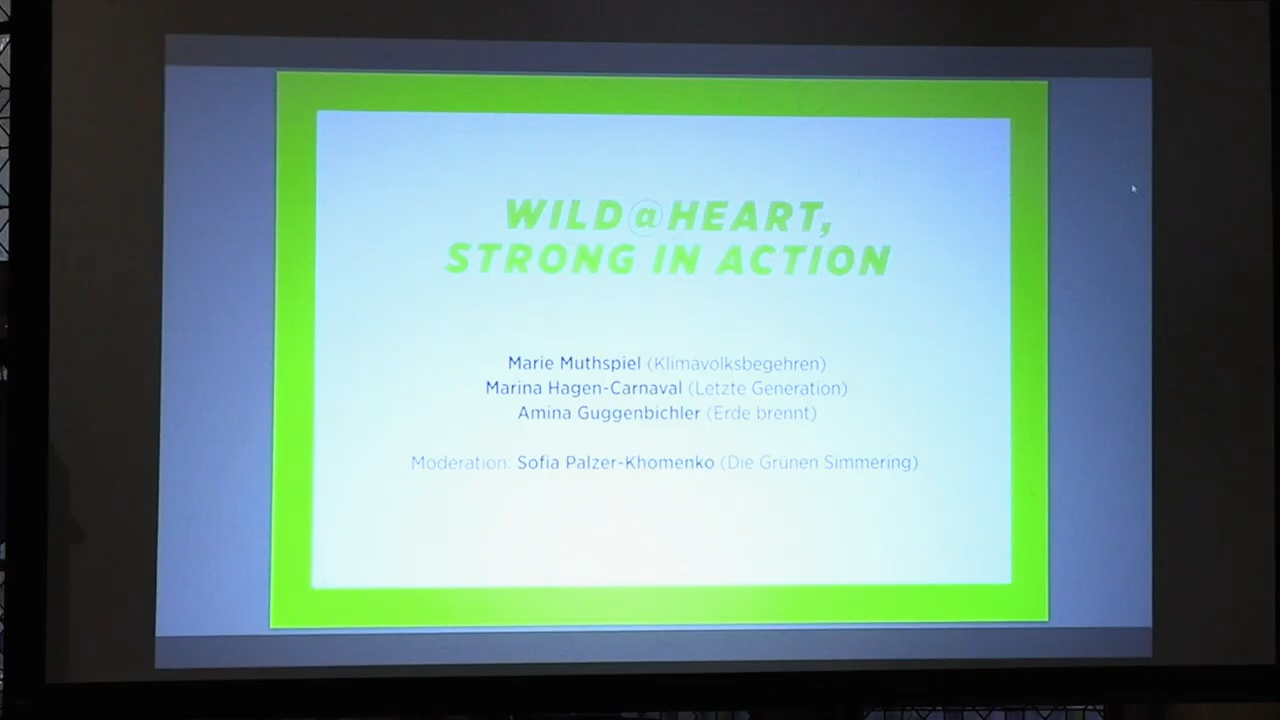 WILD@HEART,
STRONG IN ACTION
Marie Muthspiel (Klimavolksbegehren)
Marina Hagen-Carnaval (Letzte Generation)
Amina Guggenbichler (Erde brennt)
Moderation: Sofia Palzer-Khomenko (Die Grünen Simmering)